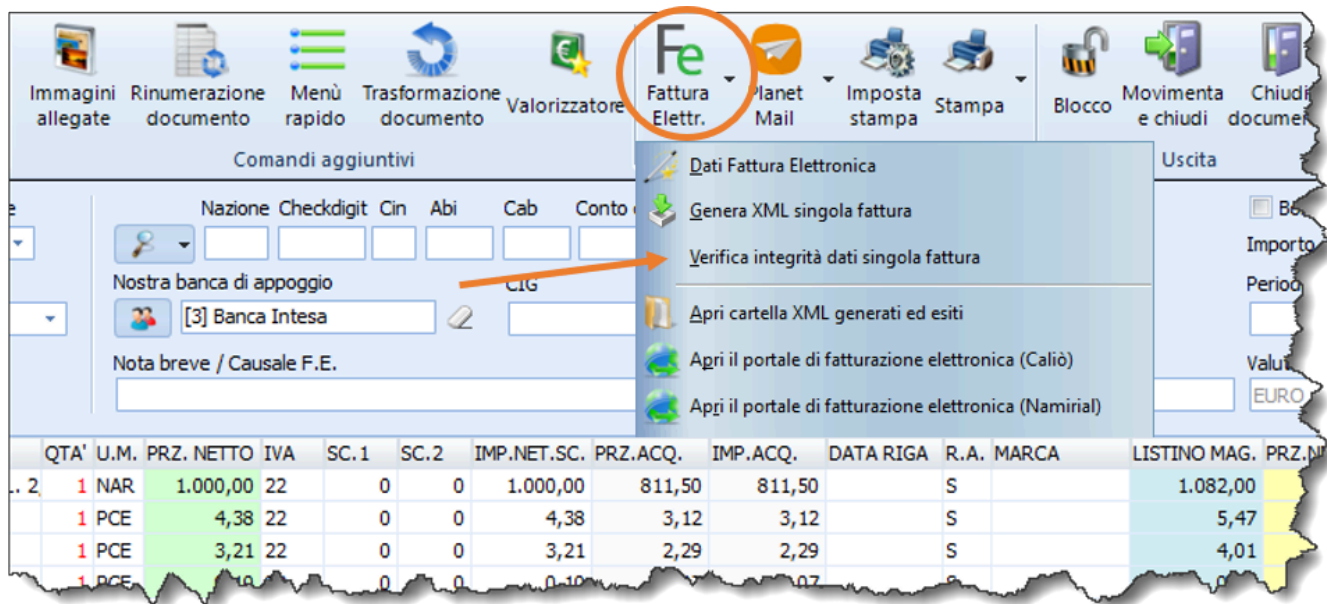 Fe
Immagini allegate
Rinumerazione documento
Menù rapido
Trasformazione documento
Valorizzatore
Fattura Elettr.
Planet Mail
Imposta stampa
Stampa
Blocco
Movimenta e chiudi
Chiudi
Comandi aggiuntivi
Uscita
Dati Fattura Elettronica
Genera XML singola fattura
Verifica integrità dati singola fattura
Apri cartella XML generati ed esiti
Apri il portale di fatturazione elettronica (Caliò)
Apri il portale di fatturazione elettronica (Namirial)
Nazione Checkdigit Cin Abi Cab Conto
Importo
Nostra banca di appoggio CIG
[3] Banca Intesa
Nota breve / Causale F.E.
EURO
QTA' U.M. PRZ. NETTO IVA SC. 1 SC. 2 IMP.NET.SC. PRZ.ACQ. IMP.ACQ. DATA RIGA R.A. MARCA LISTINO MAG.
1 NAR 1.000,00 22 0 0 1.000,00 811,50 811,50 S 1.082,00
1 PCE 4,38 22 0 0 4,38 3,12 3,12 S 5,47
1 PCE 3,21 22 0 0 3,21 2,29 2,29 S 4,01